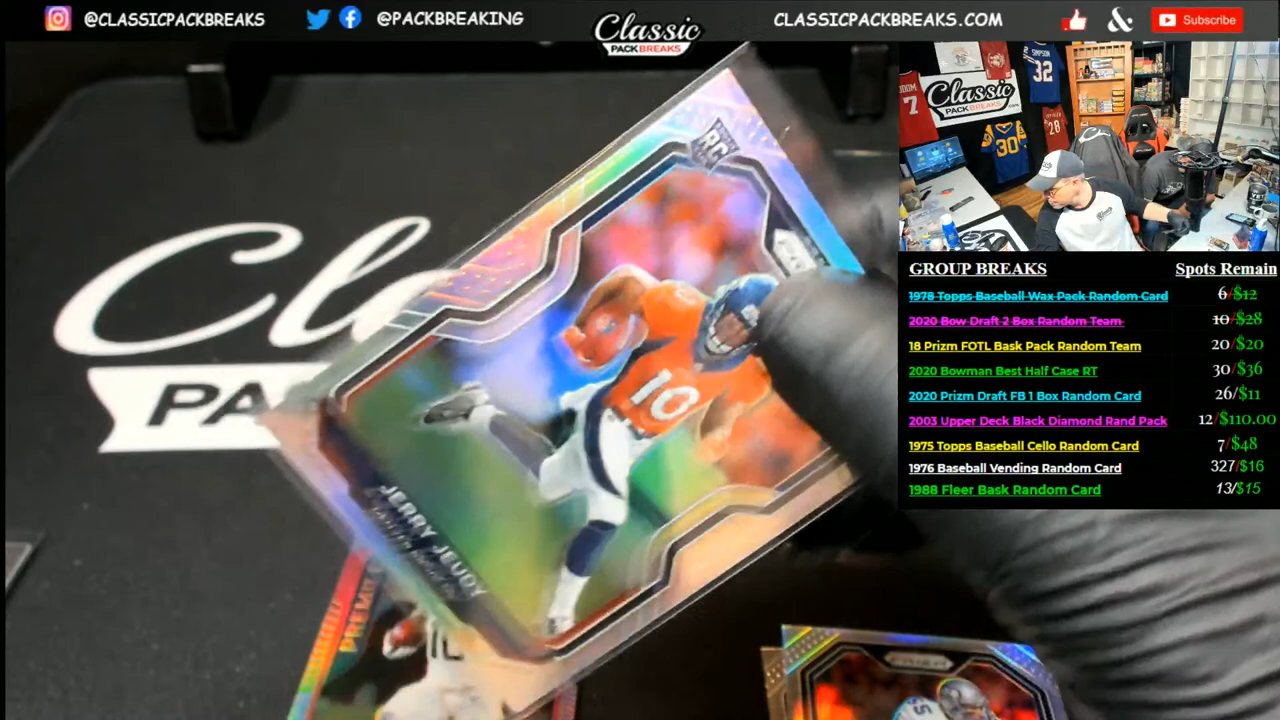 @CLASSICPACKBREAKS
@PACKBREAKING
Classic
PACK BREAKS
CLASSICPACKBREAKS.COM
&
Subscribe
Classic
PACK BREAKS
SIMPSON
32
7
30
28
GROUP BREAKS Spots Remain
1978 Topps Baseball Wax Pack Random Card 6/$12
2020 Bow Draft 2 Box Random Team 10/$28
18 Prizm FOTL Bask Pack Random Team 20/$20
2020 Bowman Best Half Case RT 30/$36
2020 Prizm Draft FB 1 Box Random Card 26/$11
2003 Upper Deck Black Diamond Rand Pack 12/$110.00
1975 Topps Baseball Cello Random Card 7/$48
1976 Baseball Vending Random Card 327/$16
1988 Fleer Bask Random Card 13/$15
Cla
PA
RC
10
JERRY JEUDY